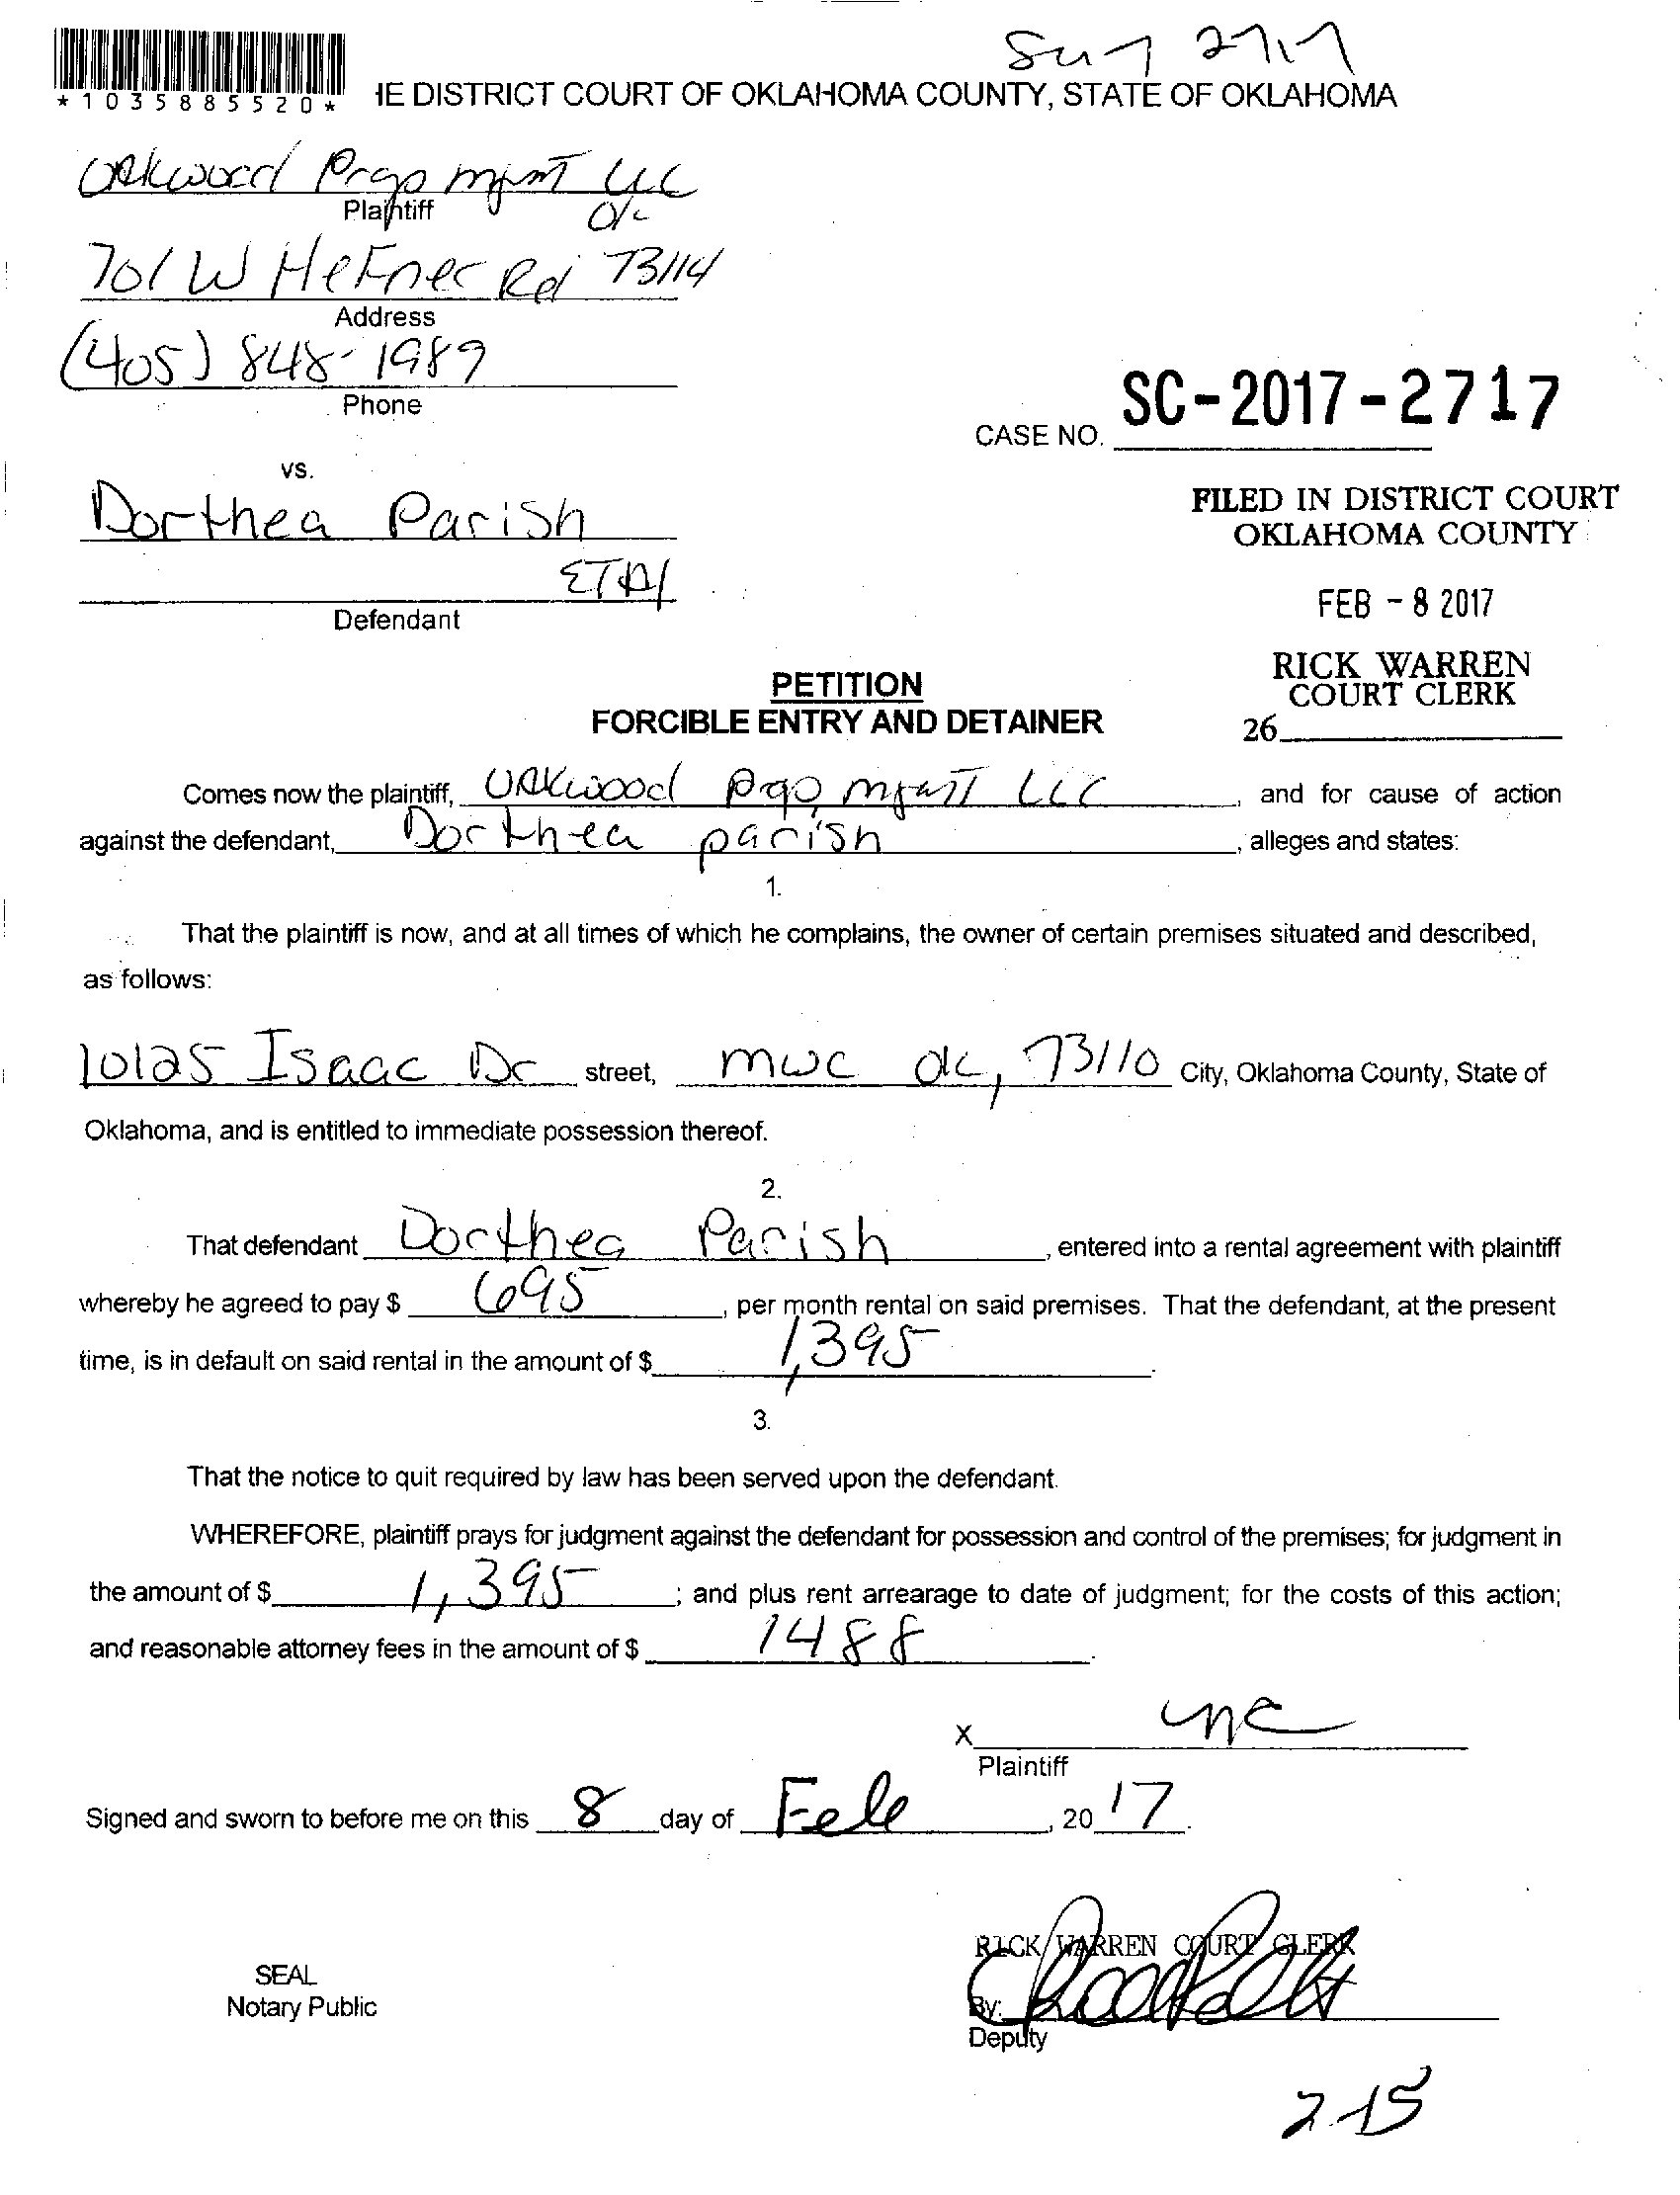 *1035885520*
HE DISTRICT COURT OF OKLAHOMA COUNTY, STATE OF OKLAHOMA
Oakwood Prop mgmt LLC
Plaintiff
701 W Hefner Rd 73114
Address
(405) 848-1989
Phone
CASE NO. SC-2017-2717
vs.
Dorthea Parish
ETAl
Defendant
FILED IN DISTRICT COURT
OKLAHOMA COUNTY
FEB - 8 2017
RICK WARREN
COURT CLERK
26
PETITION
FORCIBLE ENTRY AND DETAINER
Comes now the plaintiff, Oakwood Prop mgmt LLC, and for cause of action
against the defendant, Dorthea parish, alleges and states:
1.
That the plaintiff is now, and at all times of which he complains, the owner of certain premises situated and described,
as follows:
10125 Isaac Dr street, mwc ok, 73110 City, Oklahoma County, State of
Oklahoma, and is entitled to immediate possession thereof.
2.
That defendant Dorthea Parish, entered into a rental agreement with plaintiff
whereby he agreed to pay $ 695, per month rental on said premises. That the defendant, at the present
time, is in default on said rental in the amount of $ 1,395.
3.
That the notice to quit required by law has been served upon the defendant.
WHEREFORE, plaintiff prays for judgment against the defendant for possession and control of the premises; for judgment in
the amount of $ 1,395; and plus rent arrearage to date of judgment; for the costs of this action;
and reasonable attorney fees in the amount of $ 1488.
X
Plaintiff
Signed and sworn to before me on this 8 day of Feb, 20 17.
RICK WARREN COURT CLERK
SEAL
Notary Public
By:
Deputy
2-15